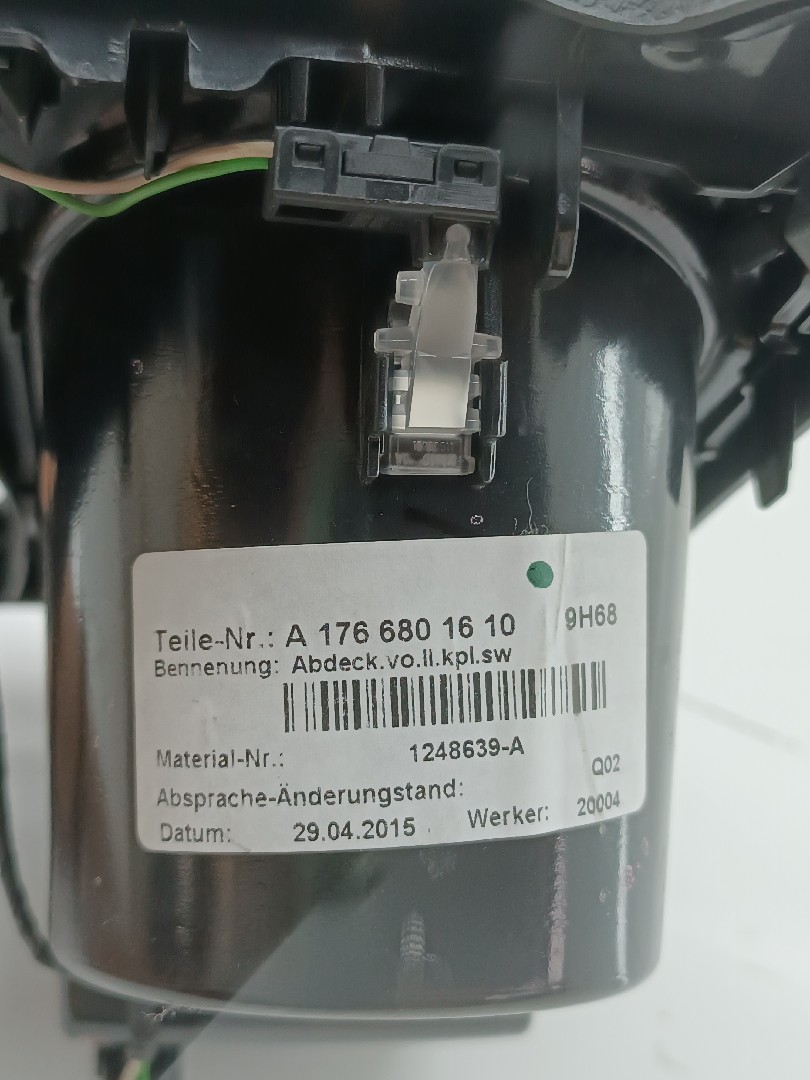 Teile-Nr.: A 176 680 16 10 9H68
Bennenung: Abdeck.vo.li.kpl.sw
Material-Nr.: 1248639-A
Q02
Absprache-Änderungstand:
Datum: 29.04.2015 Werker: 20004